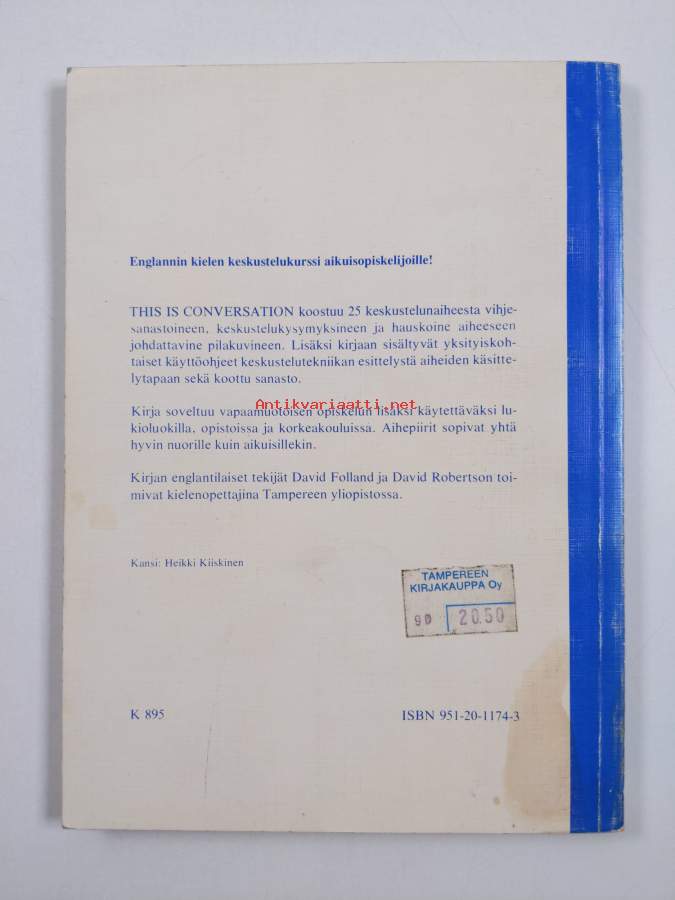 Englannin kielen keskustelukurssi aikuisopiskelijoille!
THIS IS CONVERSATION koostuu 25 keskustelunaiheesta vihje-
sanastoineen, keskustelukysymyksineen ja hauskoine aiheeseen
johdattavine pilakuvineen. Lisäksi kirjaan sisältyvät yksityiskoh-
taiset käyttöohjeet keskustelutekniikan esittelystä aiheiden käsitte-
lytapaan sekä koottu sanasto.
Antikvariaatti.net
Kirja soveltuu vapaamuotoisen opiskelun lisäksi käytettäväksi lu-
kioluokilla, opistoissa ja korkeakouluissa. Aihepiirit sopivat yhtä
hyvin nuorille kuin aikuisillekin.
Kirjan englantilaiset tekijät David Folland ja David Robertson toi-
mivat kielenopettajina Tampereen yliopistossa.
Kansi: Heikki Kiiskinen
TAMPEREEN
KIRJAKAUPPA Oy
90 20.50
K 895 ISBN 951-20-1174-3